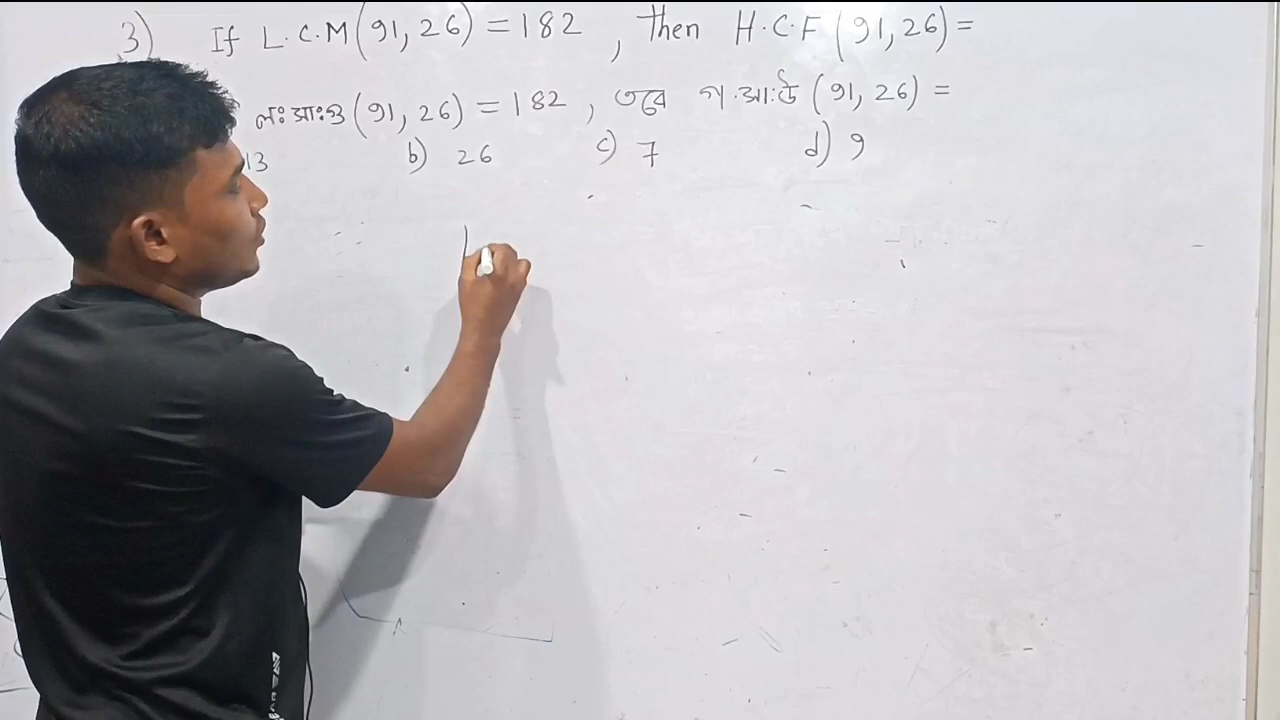 3) If L.C.M (91, 26) = 182 , then H.C.F (91, 26) =
লঃসাঃগু (91, 26) = 182 , তবে গ.সা.উ (91, 26) =
13 b) 26 c) 7 d) 9